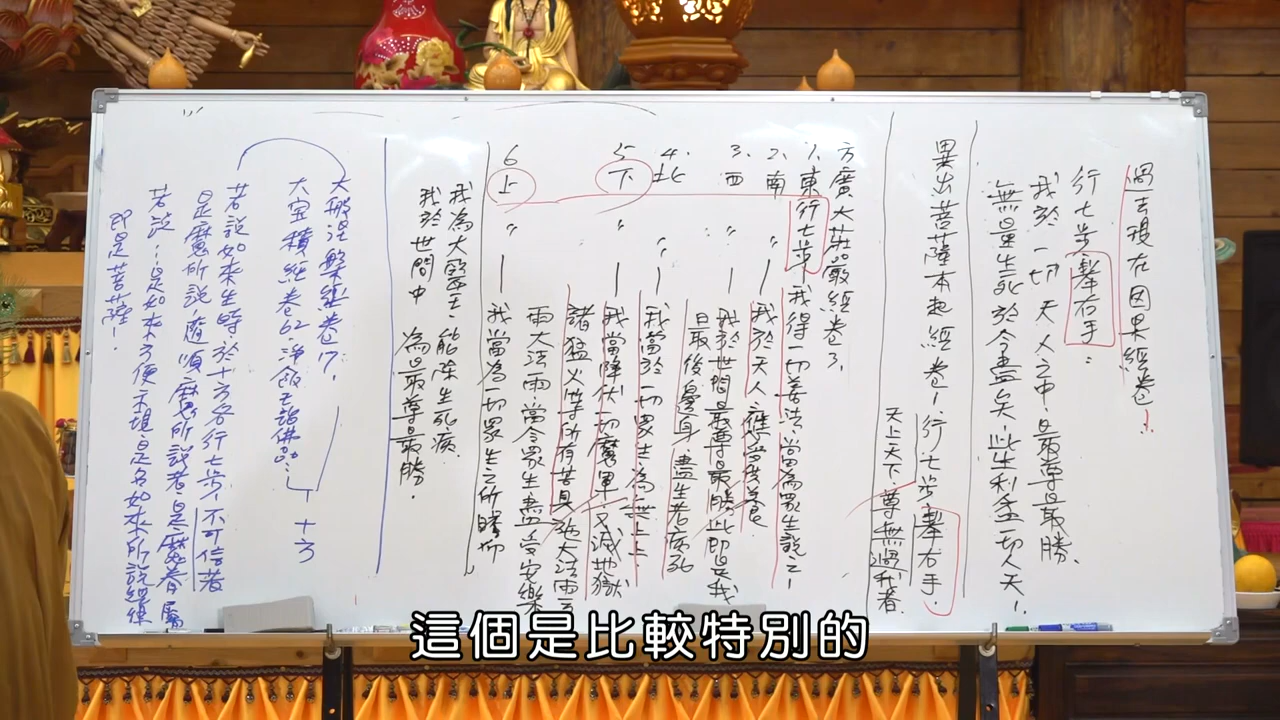 過去現在因果經卷1:
行七步舉右手:
我於一切天人之中最尊最勝、
無量生死於今盡矣,此生利益一切人天!、
異出菩薩本起經卷1行七步舉右手.
天上天下尊無過我者.
方廣大莊嚴經卷3、
1、東行七步我得一切善法當為眾生說之!
2、南〃—我於天人應受供養
3、西〃—我於世間最尊最勝此即是我
最後邊身,盡生老病死
4、北〃—我當於一切眾生為無上上
5、下〃—我當降伏一切魔軍又滅地獄
諸猛火等所有苦具施大法雲
雨大法雨,當令眾生盡受安樂
6上〃—我當為一切眾生之所瞻仰
我為大醫王,能除生死疾.
我於世間中 為最尊最勝.
大般涅槃經卷17、
大寶積經卷62.淨飯王詣佛品:
十方
若說如來生時於十方各行七步,不可信者
是魔所說,隨順魔所說者,是魔眷屬
若說:是如來方便示現,是名如來所說經律
即是菩薩!
這個是比較特別的